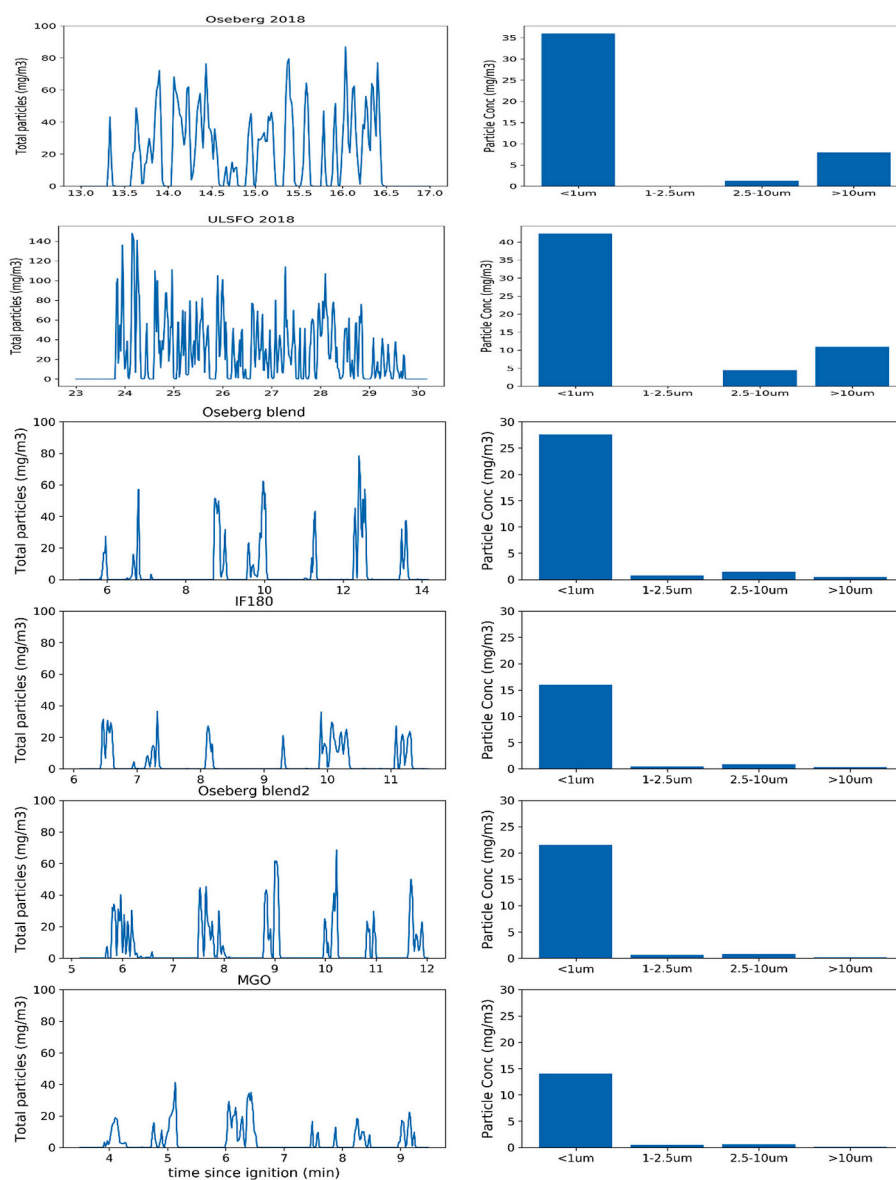 Oseberg 2018
Total particles (mg/m3)
100
80
60
40
20
0
13.0 13.5 14.0 14.5 15.0 15.5 16.0 16.5 17.0
Particle Conc (mg/m3)
35
30
25
20
15
10
5
0
<1um 1-2.5um 2.5-10um >10um
ULSFO 2018
Total particles (mg/m3)
140
120
100
80
60
40
20
0
23 24 25 26 27 28 29 30
Particle Conc (mg/m3)
40
35
30
25
20
15
10
5
0
<1um 1-2.5um 2.5-10um >10um
Oseberg blend
Total particles (mg/m3)
100
80
60
40
20
0
6 8 10 12 14
Particle Conc (mg/m3)
30
25
20
15
10
5
0
<1um 1-2.5um 2.5-10um >10um
IF180
Total particles (mg/m3)
100
80
60
40
20
0
6 7 8 9 10 11
Particle Conc (mg/m3)
30
25
20
15
10
5
0
<1um 1-2.5um 2.5-10um >10um
Oseberg blend2
Total particles (mg/m3)
100
80
60
40
20
0
5 6 7 8 9 10 11 12
Particle Conc (mg/m3)
30
25
20
15
10
5
0
<1um 1-2.5um 2.5-10um >10um
MGO
Total particles (mg/m3)
100
80
60
40
20
0
4 5 6 7 8 9
time since ignition (min)
Particle Conc (mg/m3)
30
25
20
15
10
5
0
<1um 1-2.5um 2.5-10um >10um